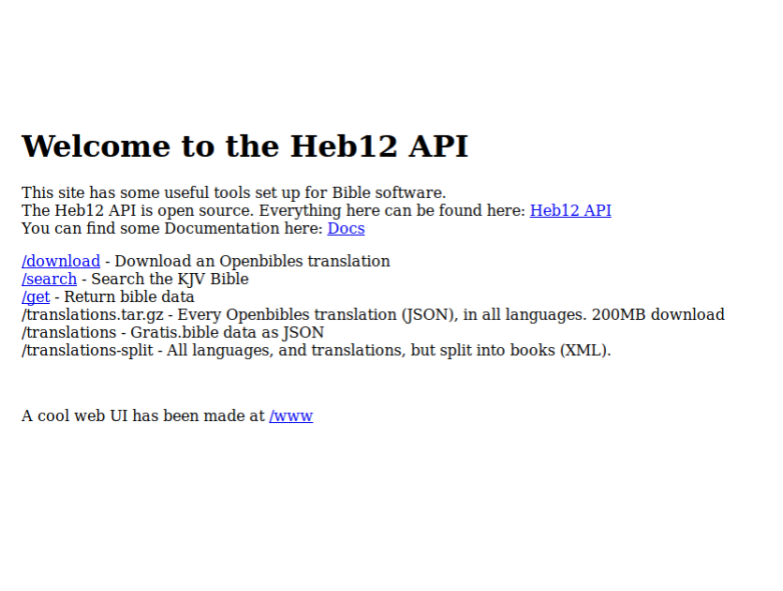 Welcome to the Heb12 API
This site has some useful tools set up for Bible software.
The Heb12 API is open source. Everything here can be found here: Heb12 API
You can find some Documentation here: Docs
/download - Download an Openbibles translation
/search - Search the KJV Bible
/get - Return bible data
/translations.tar.gz - Every Openbibles translation (JSON), in all languages. 200MB download
/translations - Gratis.bible data as JSON
/translations-split - All languages, and translations, but split into books (XML).
A cool web UI has been made at /www